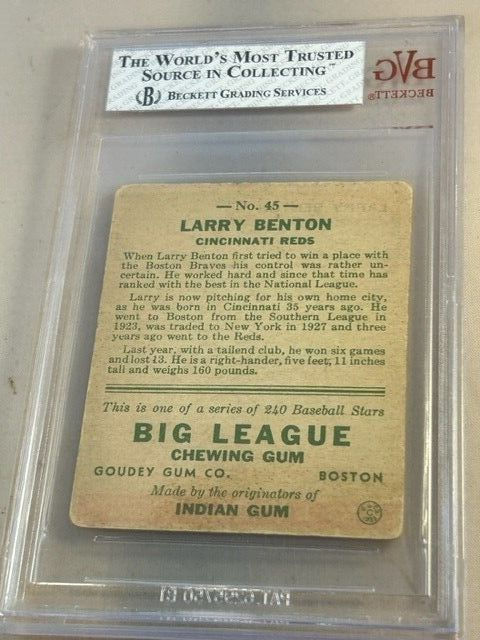 THE WORLD'S MOST TRUSTED
SOURCE IN COLLECTING™
B BECKETT GRADING SERVICES
BVG
BECKETT®
— No. 45 —
LARRY BENTON
CINCINNATI REDS
When Larry Benton first tried to win a place with
the Boston Braves his control was rather un-
certain. He worked hard and since that time has
ranked with the best in the National League.
Larry is now pitching for his own home city,
as he was born in Cincinnati 35 years ago. He
went to Boston from the Southern League in
1923, was traded to New York in 1927 and three
years ago went to the Reds.
Last year, with a tailend club, he won six games
and lost 13. He is a right-hander, five feet, 11 inches
tall and weighs 160 pounds.
This is one of a series of 240 Baseball Stars
BIG LEAGUE
CHEWING GUM
GOUDEY GUM CO. BOSTON
Made by the originators of
INDIAN GUM